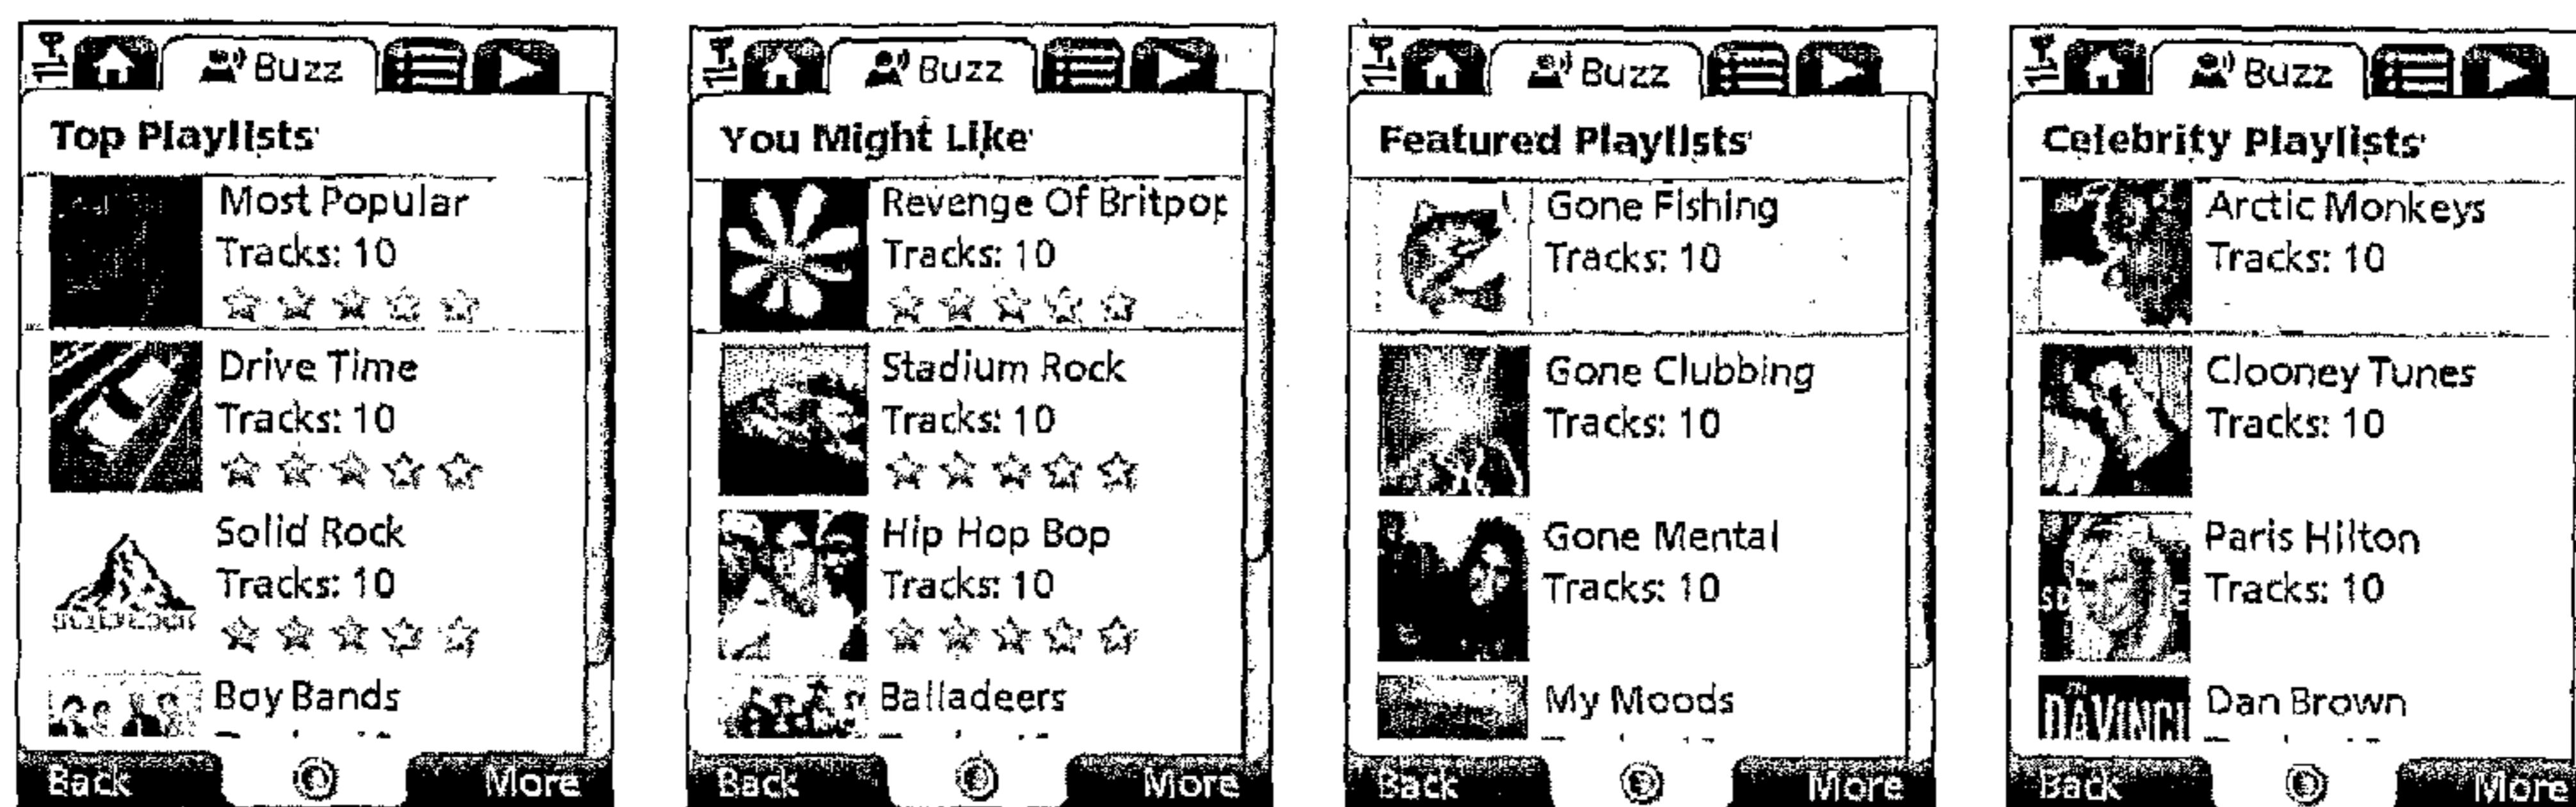 Buzz
Top Playlists
Most Popular
Tracks: 10
Drive Time
Tracks: 10
Solid Rock
Tracks: 10
SOLID ROCK
Boy Bands
Back
More
Buzz
You Might Like
Revenge Of Britpop
Tracks: 10
Stadium Rock
Tracks: 10
Hip Hop Bop
Tracks: 10
Balladeers
Back
More
Buzz
Featured Playlists
Gone Fishing
Tracks: 10
Gone Clubbing
Tracks: 10
Gone Mental
Tracks: 10
My Moods
Back
More
Buzz
Celebrity Playlists
Arctic Monkeys
Tracks: 10
Clooney Tunes
Tracks: 10
Paris Hilton
Tracks: 10
Dan Brown
DA VINCI
Back
More